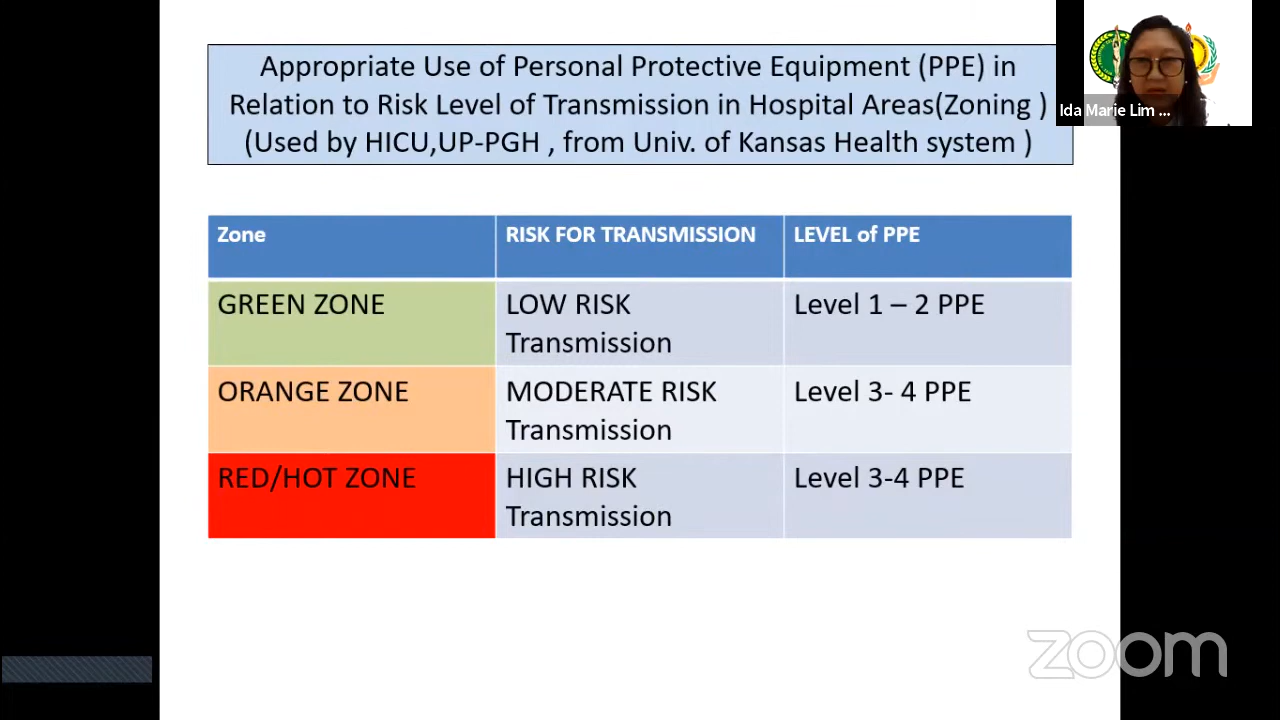 Appropriate Use of Personal Protective Equipment (PPE) in
Relation to Risk Level of Transmission in Hospital Areas(Zoning )
(Used by HICU,UP-PGH , from Univ. of Kansas Health system )
Ida Marie Lim ...
Zone RISK FOR TRANSMISSION LEVEL of PPE
GREEN ZONE LOW RISK Level 1 – 2 PPE
Transmission
ORANGE ZONE MODERATE RISK Level 3- 4 PPE
Transmission
RED/HOT ZONE HIGH RISK Level 3-4 PPE
Transmission
zoom